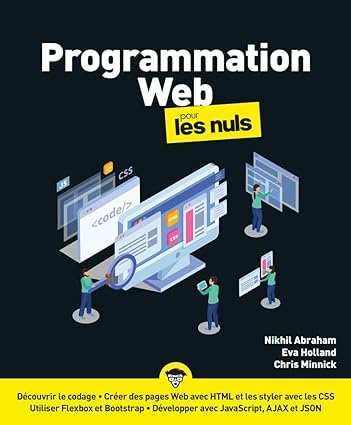 Programmation
Web
pour
les nuls
JS
CSS
<code/>
CSS
Nikhil Abraham
Eva Holland
Chris Minnick
Découvrir le codage • Créer des pages Web avec HTML et les styler avec les CSS
Utiliser Flexbox et Bootstrap • Développer avec JavaScript, AJAX et JSON